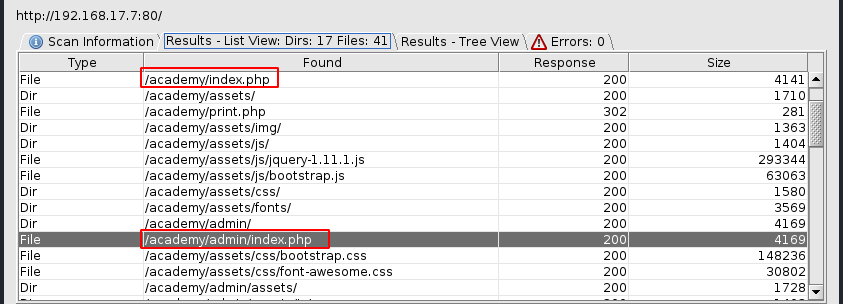 http://192.168.17.7:80/
Scan Information Results - List View: Dirs: 17 Files: 41 Results - Tree View Errors: 0
Type Found Response Size
File /academy/index.php 200 4141
Dir /academy/assets/ 200 1710
File /academy/print.php 302 281
Dir /academy/assets/img/ 200 1363
Dir /academy/assets/js/ 200 1404
File /academy/assets/js/jquery-1.11.1.js 200 293344
File /academy/assets/js/bootstrap.js 200 63063
Dir /academy/assets/css/ 200 1580
Dir /academy/assets/fonts/ 200 3569
Dir /academy/admin/ 200 4169
File /academy/admin/index.php 200 4169
File /academy/assets/css/bootstrap.css 200 148236
File /academy/assets/css/font-awesome.css 200 30802
Dir /academy/admin/assets/ 200 1728